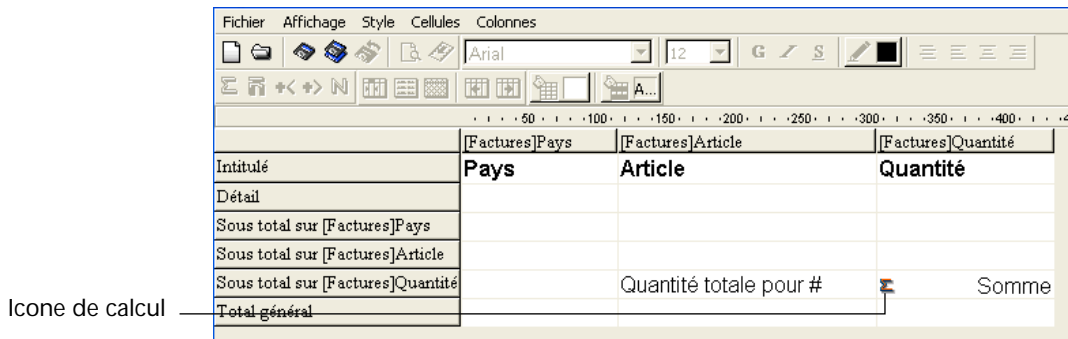 Fichier Affichage Style Cellules Colonnes
Arial 12 G I S
Σ N A...
50 100 150 200 250 300 350 400 4
[Factures]Pays [Factures]Article [Factures]Quantité
Intitulé Pays Article Quantité
Détail
Sous total sur [Factures]Pays
Sous total sur [Factures]Article
Sous total sur [Factures]Quantité Quantité totale pour # Σ Somme
Icone de calcul
Total général